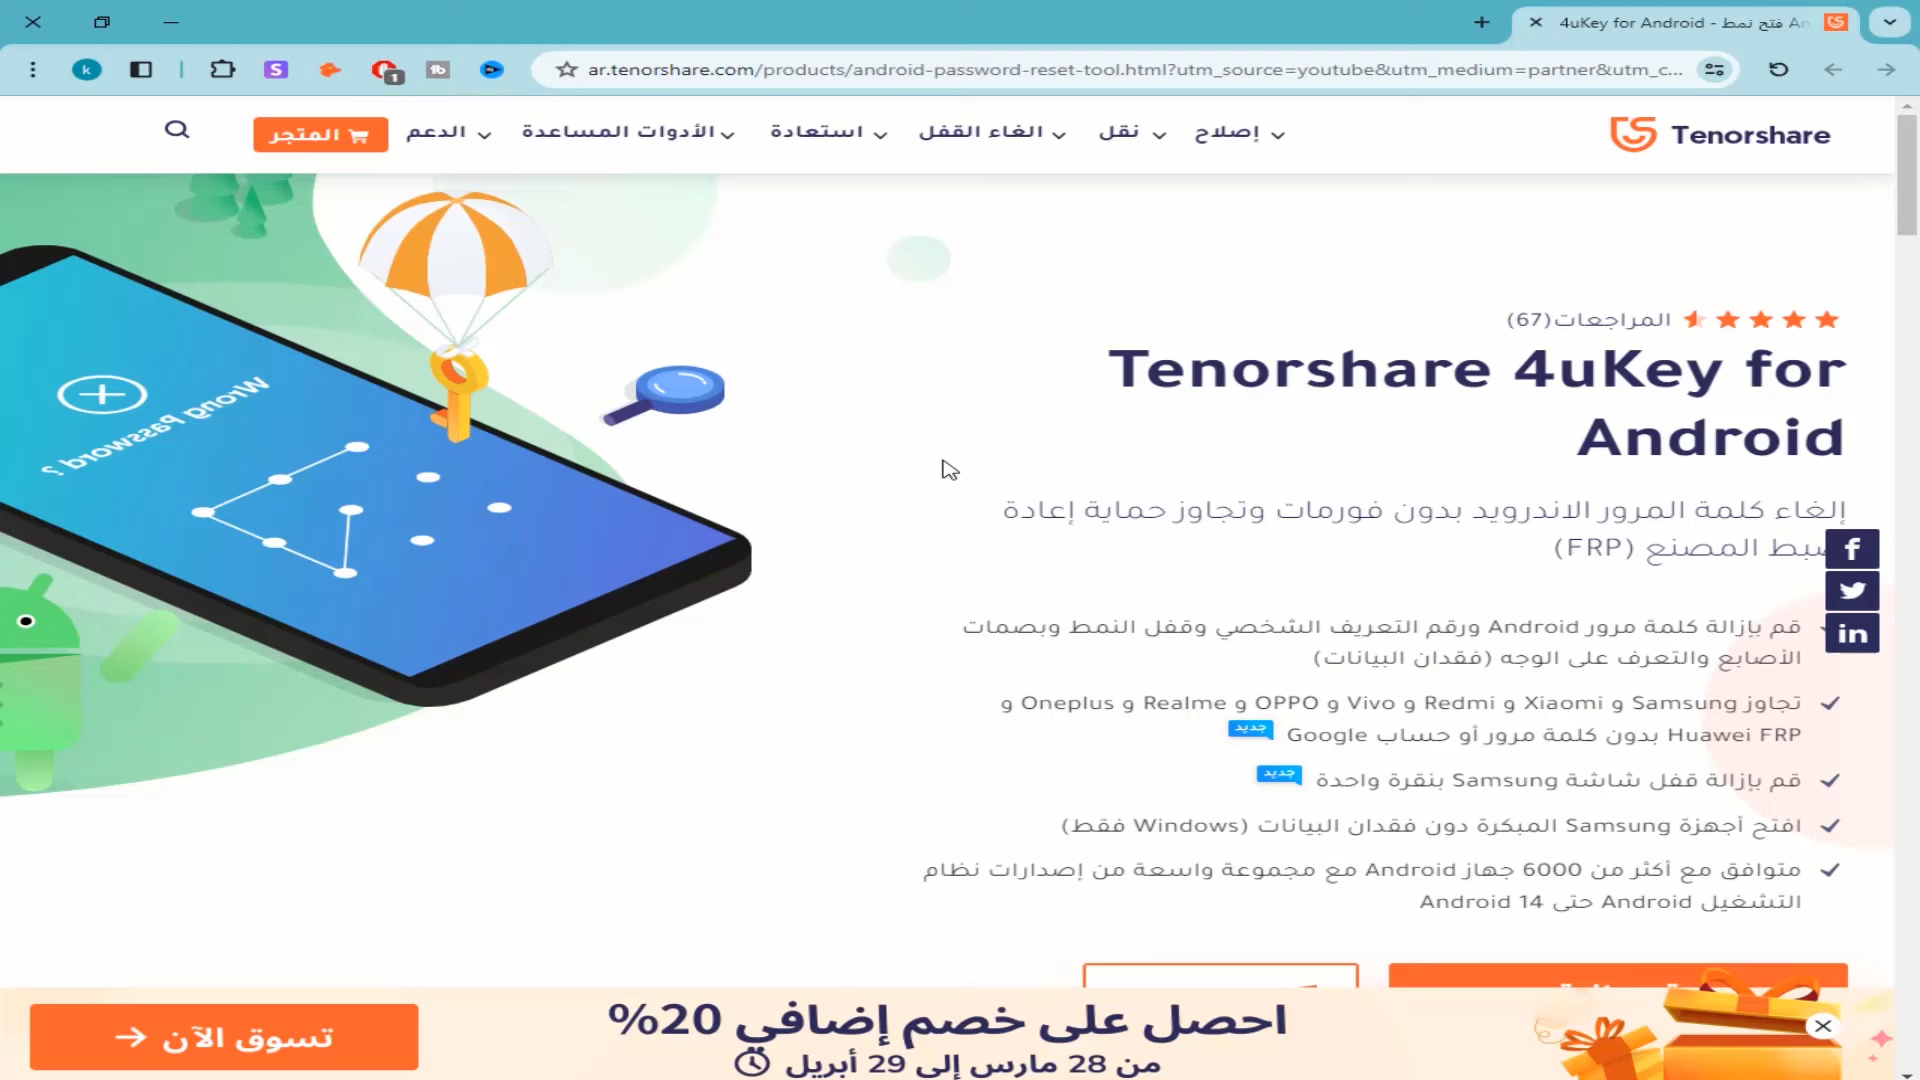 4uKey for Android - فتح نمط An
ar.tenorshare.com/products/android-password-reset-tool.html?utm_source=youtube&utm_medium=partner&utm_c...
k
S
1
tb
Tenorshare
إصلاح
نقل
الغاء القفل
استعادة
الأدوات المساعدة
الدعم
المتجر
Wrong Password ?
المراجعات(67)
Tenorshare 4uKey for
Android
إلغاء كلمة المرور الاندرويد بدون فورمات وتجاوز حماية إعادة
المصنع (FRP)
f
in
قم بإزالة كلمة مرور Android ورقم التعريف الشخصي وقفل النمط وبصمات
الأصابع والتعرف على الوجه (فقدان البيانات)
تجاوز Samsung و Xiaomi و Redmi و Vivo و OPPO و Realme و Oneplus و
Huawei FRP بدون كلمة مرور أو حساب Google جديد
قم بإزالة قفل شاشة Samsung بنقرة واحدة جديد
افتح أجهزة Samsung المبكرة دون فقدان البيانات (Windows فقط)
متوافق مع أكثر من 6000 جهاز Android مع مجموعة واسعة من إصدارات نظام
التشغيل Android حتى Android 14
احصل على خصم إضافي 20%
من 28 مارس إلى 29 أبريل
تسوق الآن